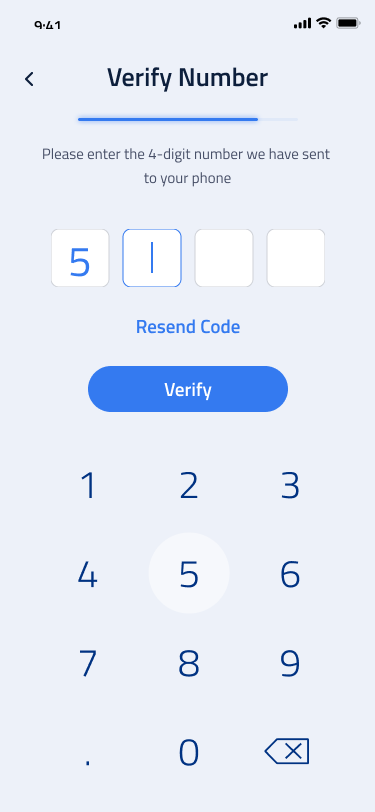 9:41
Verify Number
Please enter the 4-digit number we have sent
to your phone
5
Resend Code
Verify
1 2 3
4 5 6
7 8 9
. 0